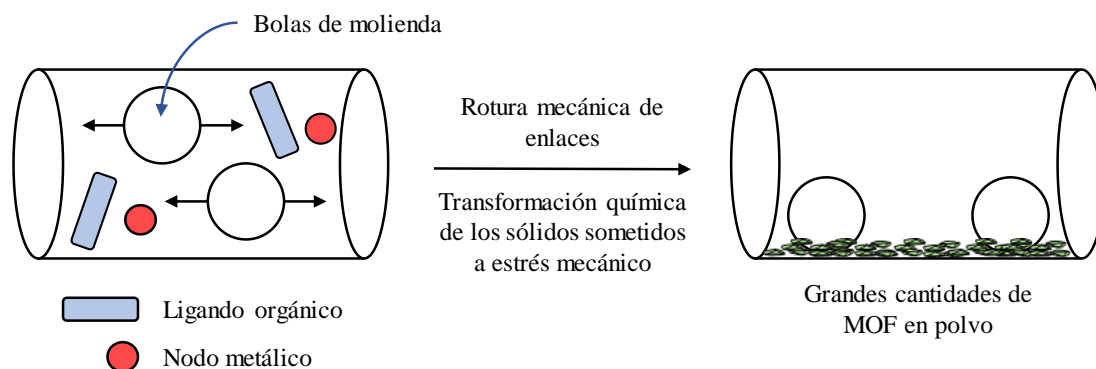 Bolas de molienda
Rotura mecánica de
enlaces
Transformación química
de los sólidos sometidos
a estrés mecánico
Grandes cantidades de
MOF en polvo
Ligando orgánico
Nodo metálico